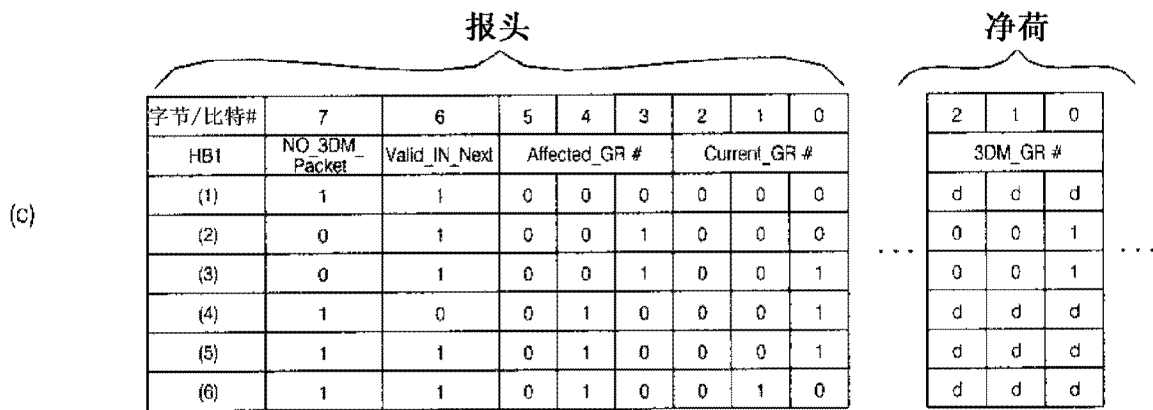 报头 净荷
字节/比特# 7 6 5 4 3 2 1 0 2 1 0
HB1 NO_3DM_Packet Valid_IN_Next Affected_GR # Current_GR # 3DM_GR #
(1) 1 1 0 0 0 0 0 0 d d d
(c)
(2) 0 1 0 0 1 0 0 0 0 0 1
... ...
(3) 0 1 0 0 1 0 0 1 0 0 1
(4) 1 0 0 1 0 0 0 1 d d d
(5) 1 1 0 1 0 0 0 1 d d d
(6) 1 1 0 1 0 0 1 0 d d d